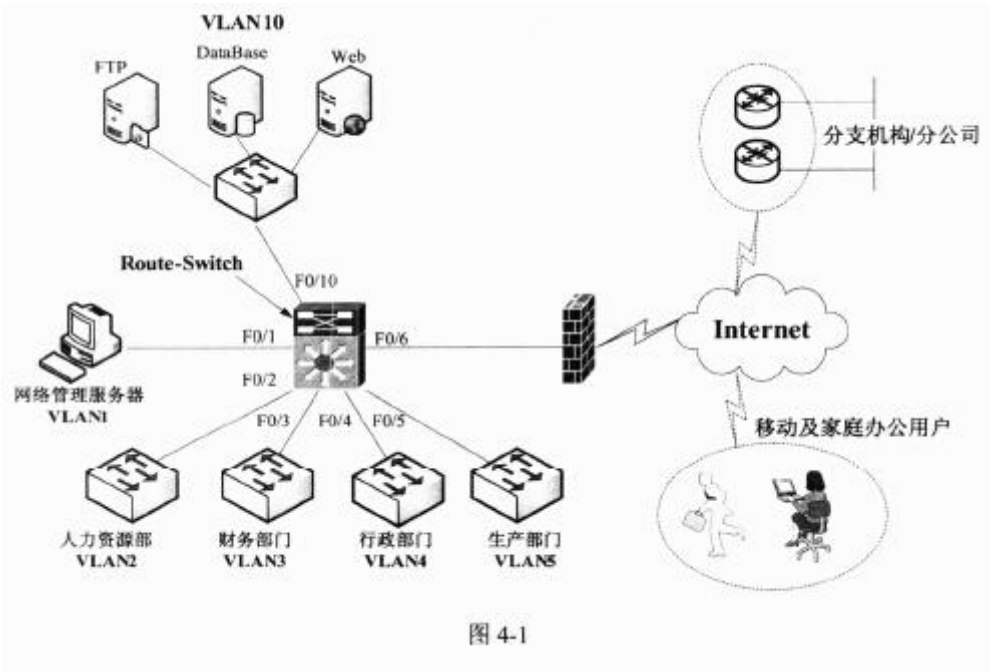 VLAN10
FTP
DataBase
Web
分支机构/分公司
Route-Switch
F0/10
F0/1
F0/6
Internet
F0/2
网络管理服务器
VLAN1
F0/3
F0/4
F0/5
移动及家庭办公用户
人力资源部
VLAN2
财务部门
VLAN3
行政部门
VLAN4
生产部门
VLAN5
图 4-1